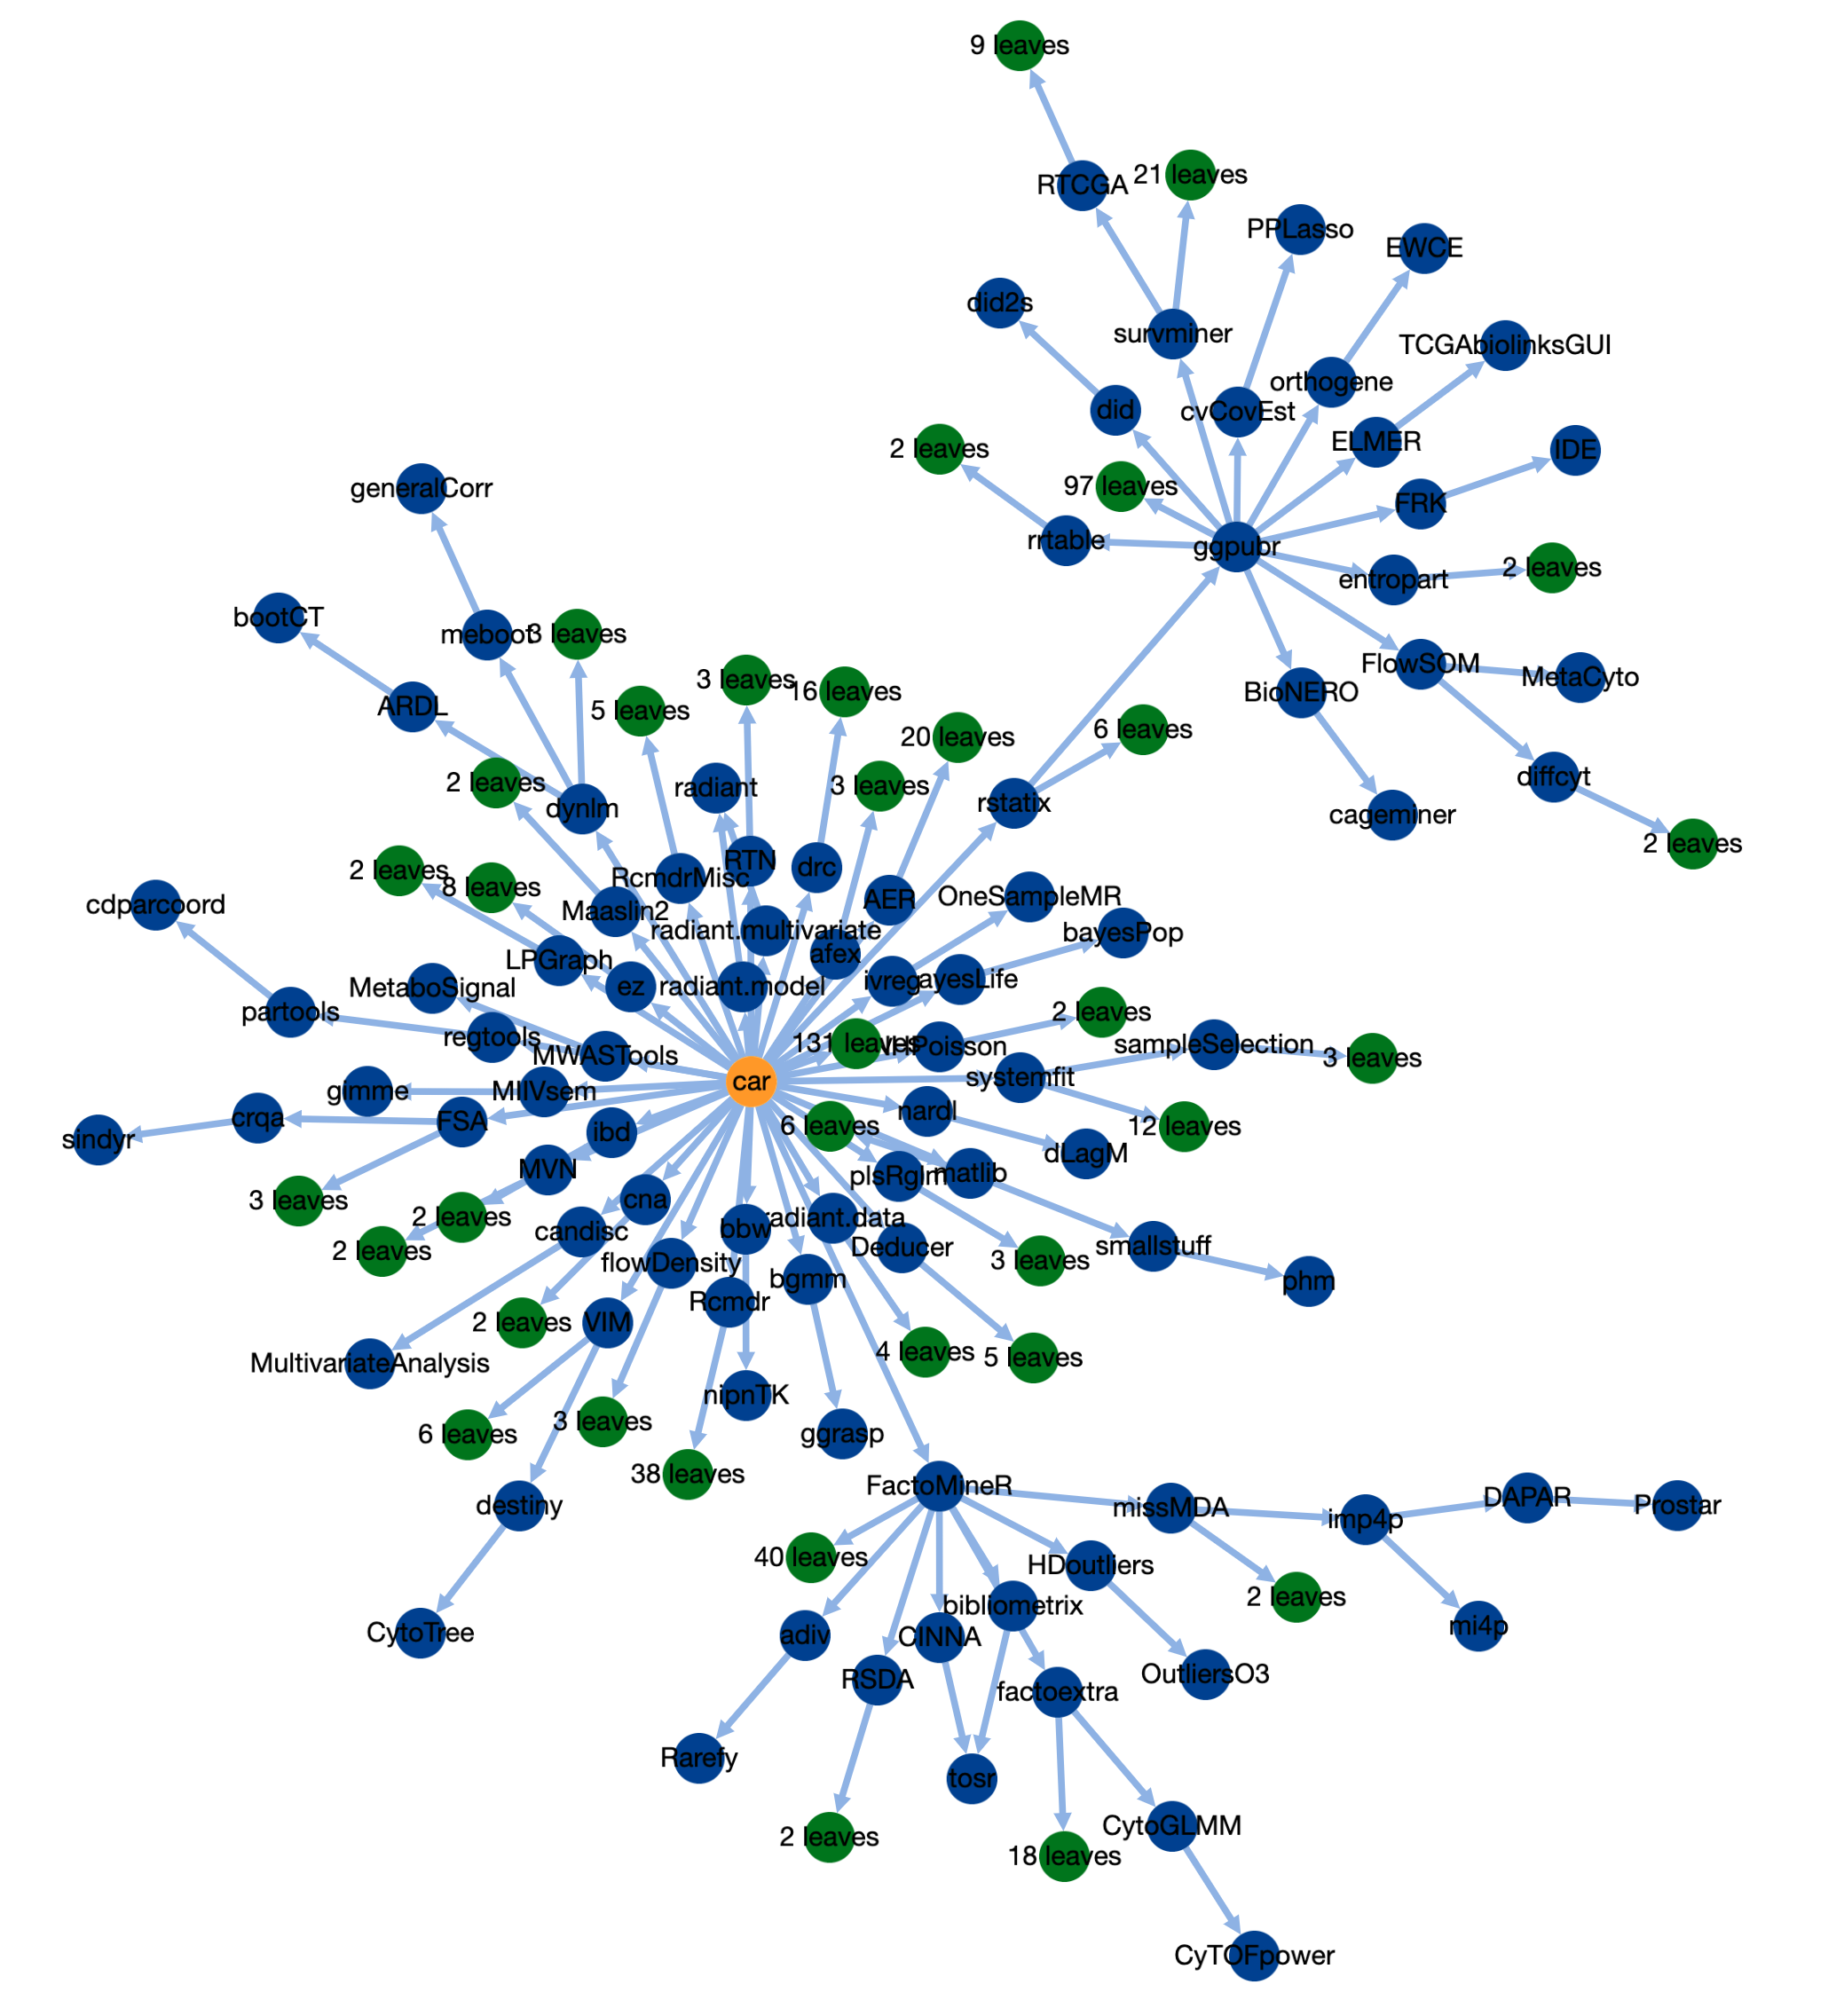 9 leaves
RTCGA
21 leaves
PPLasso
EWCE
did2s
survminer
TCGAbiolinksGUI
orthogene
did
cvCovEst
ELMER
IDE
2 leaves
97 leaves
FRK
generalCorr
rrtable
ggpubr
entropart
2 leaves
bootCT
meboot
3 leaves
FlowSOM
MetaCyto
BioNERO
3 leaves
16 leaves
ARDL
5 leaves
6 leaves
20 leaves
diffcyt
2 leaves
radiant
3 leaves
rstatix
dynlm
cageminer
2 leaves
RTN
drc
2 leaves
8 leaves
RcmdrMisc
AER
OneSampleMR
cdparcoord
Maaslin2
radiant.multivariate
bayesPop
afex
LPGraph
MetaboSignal
ez
radiant.model
ivreg
ayesLife
partools
2 leaves
regtools
MWASTools
131 leaves
Poisson
sampleSelection
3 leaves
car
systemfit
gimme
MIIVsem
crqa
FSA
nardl
sindyr
ibd
6 leaves
12 leaves
dLagM
MVN
plsRglm
matlib
3 leaves
cna
2 leaves
candisc
bbw
radiant.data
2 leaves
Deducer
smallstuff
flowDensity
3 leaves
bgmm
phm
Rcmdr
2 leaves
VIM
4 leaves
5 leaves
MultivariateAnalysis
nipnTK
6 leaves
3 leaves
ggrasp
38 leaves
FactoMineR
destiny
missMDA
imp4p
DAPAR
Prostar
40 leaves
HDoutliers
2 leaves
bibliometrix
CytoTree
adiv
CINNA
mi4p
RSDA
OutliersO3
factoextra
Rarefy
tosr
2 leaves
CytoGLMM
18 leaves
CyTOFpower